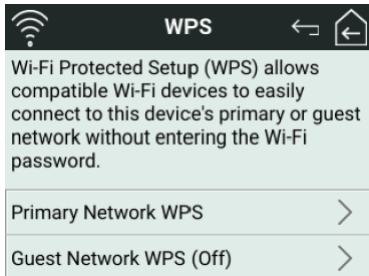 WPS
Wi-Fi Protected Setup (WPS) allows
compatible Wi-Fi devices to easily
connect to this device's primary or guest
network without entering the Wi-Fi
password.
Primary Network WPS
Guest Network WPS (Off)